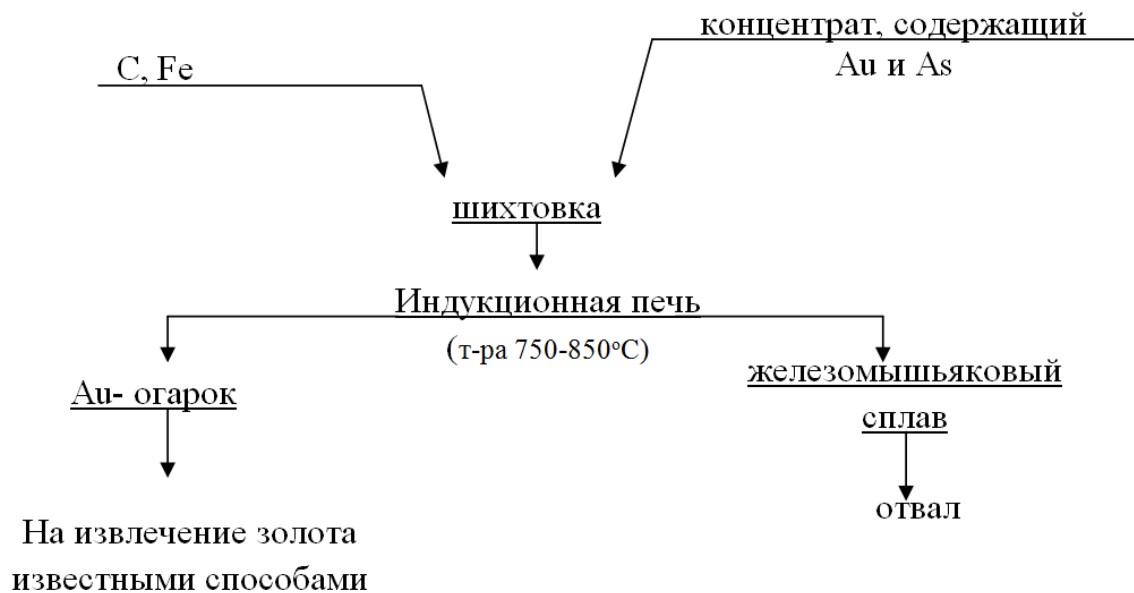 концентрат, содержащий
C, Fe
Au и As
шихтовка
Индукционная печь
(т-ра 750-850°C)
железомышьяковый
Au- огарок
сплав
отвал
На извлечение золота
известными способами